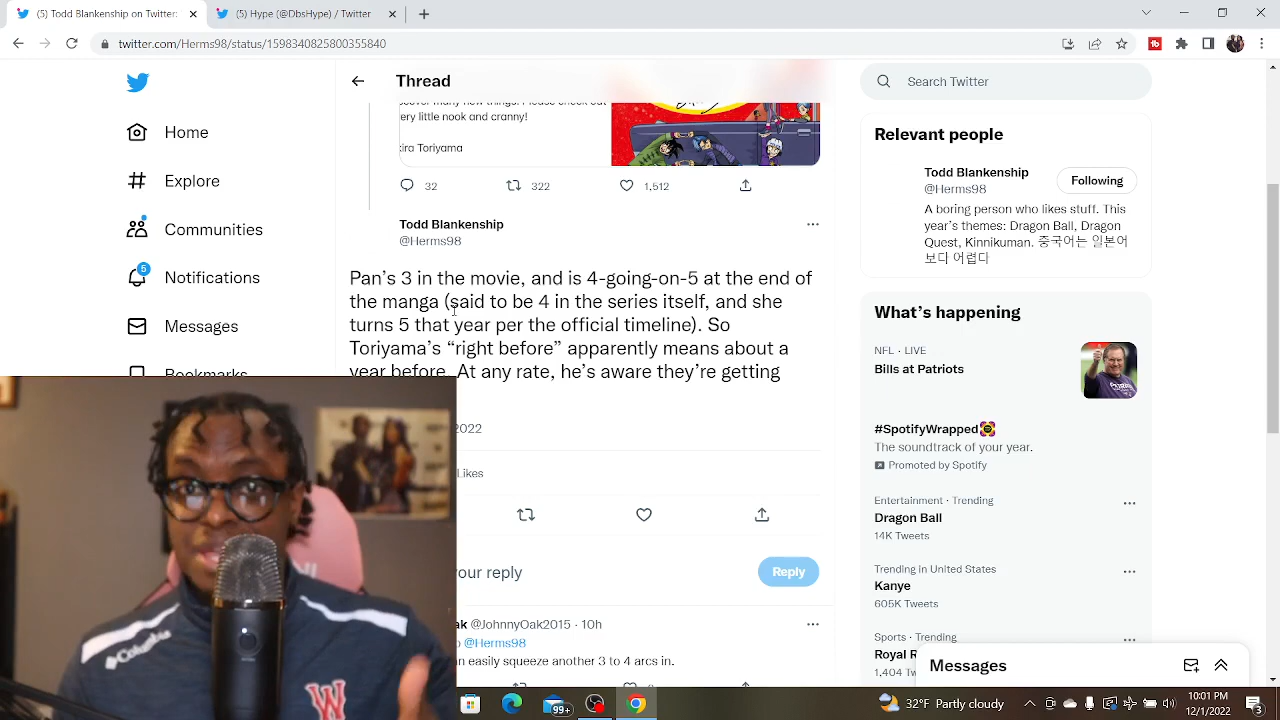 (5) Todd Blankenship on Twitter:
(5) Hype (@DbsHype) / Twitter
twitter.com/Herms98/status/1598340825800355840
Thread
Search Twitter
Home
Explore
Communities
5
Notifications
Messages
Bookmarks
ery little nook and cranny!
kira Toriyama
32
322
1,512
Todd Blankenship
@Herms98
Pan's 3 in the movie, and is 4-going-on-5 at the end of
the manga (said to be 4 in the series itself, and she
turns 5 that year per the official timeline). So
Toriyama's "right before" apparently means about a
year before. At any rate, he's aware they're getting
2022
Likes
your reply
Reply
ak @JohnnyOak2015 · 10h
@Herms98
n easily squeeze another 3 to 4 arcs in.
Relevant people
Todd Blankenship
@Herms98
Following
A boring person who likes stuff. This
year's themes: Dragon Ball, Dragon
Quest, Kinnikuman. 중국어는 일본어
보다 어렵다
What's happening
NFL · LIVE
Bills at Patriots
#SpotifyWrapped
The soundtrack of your year.
Promoted by Spotify
Entertainment · Trending
Dragon Ball
14K Tweets
Trending in United States
Kanye
605K Tweets
Sports · Trending
Royal R
1,404 Tw
Messages
Columbia
W
99+
32°F Partly cloudy
10:01 PM
12/1/2022